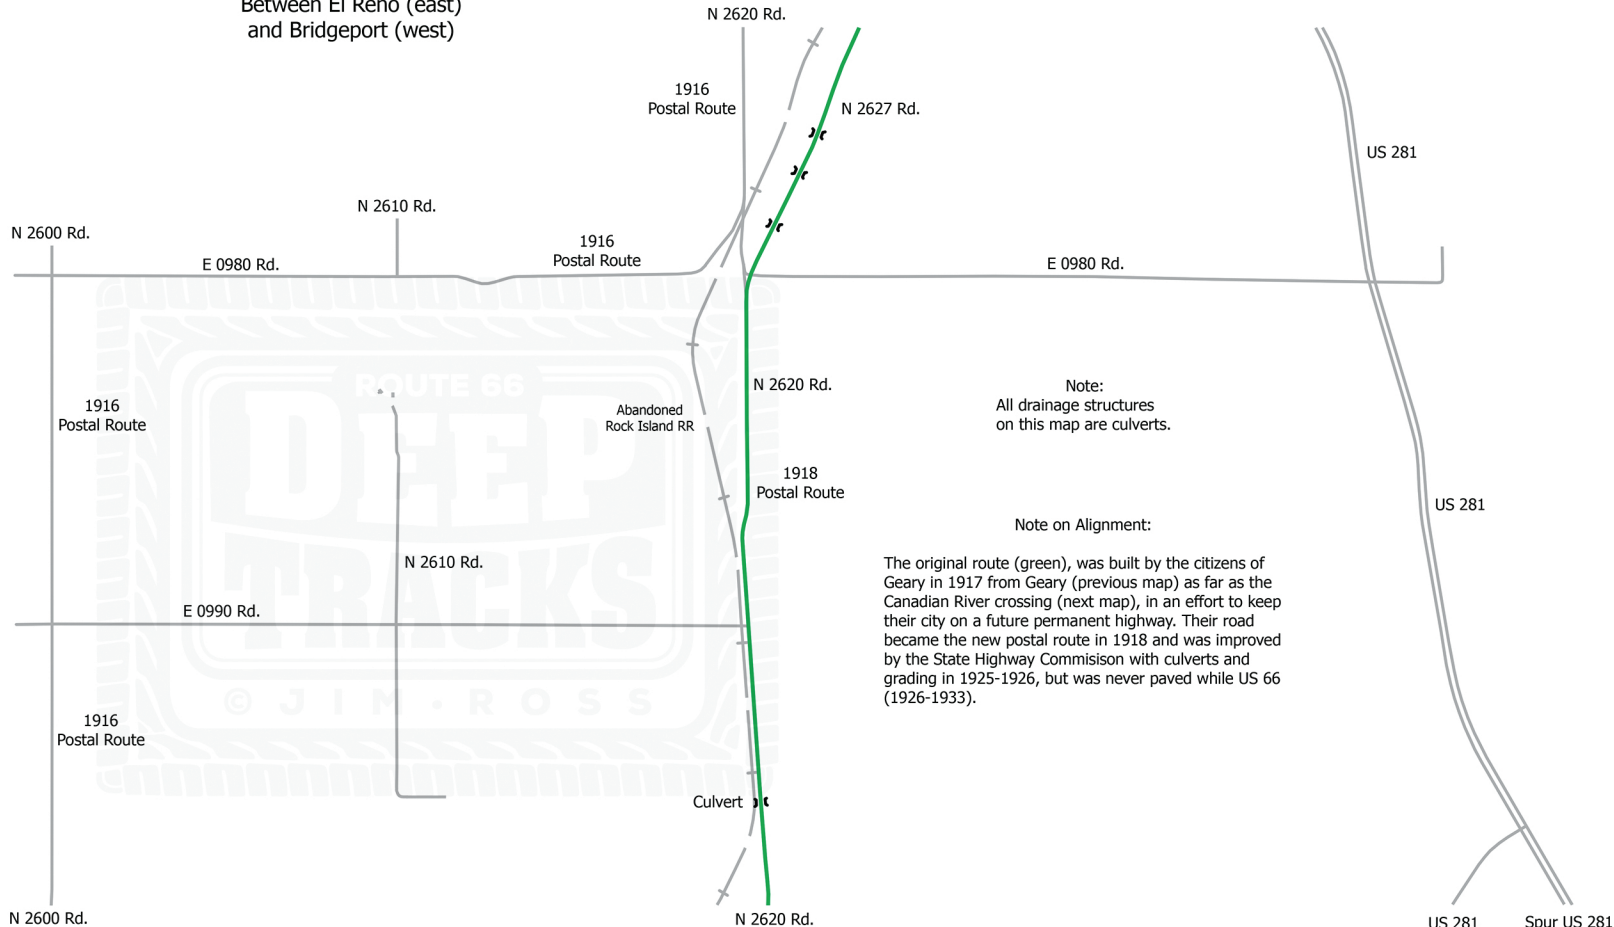 Between El Reno (east)
and Bridgeport (west)
N 2620 Rd.
1916
Postal Route
N 2627 Rd.
US 281
N 2610 Rd.
N 2600 Rd.
1916
Postal Route
E 0980 Rd.
E 0980 Rd.
ROUTE 66
DEEP
TRACKS
© JIM • ROSS
N 2620 Rd.
Note:
All drainage structures
on this map are culverts.
1916
Postal Route
Abandoned
Rock Island RR
1918
Postal Route
US 281
Note on Alignment:
The original route (green), was built by the citizens of
Geary in 1917 from Geary (previous map) as far as the
Canadian River crossing (next map), in an effort to keep
their city on a future permanent highway. Their road
became the new postal route in 1918 and was improved
by the State Highway Commisison with culverts and
grading in 1925-1926, but was never paved while US 66
(1926-1933).
N 2610 Rd.
E 0990 Rd.
1916
Postal Route
Culvert
N 2600 Rd.
N 2620 Rd.
US 281
Spur US 281